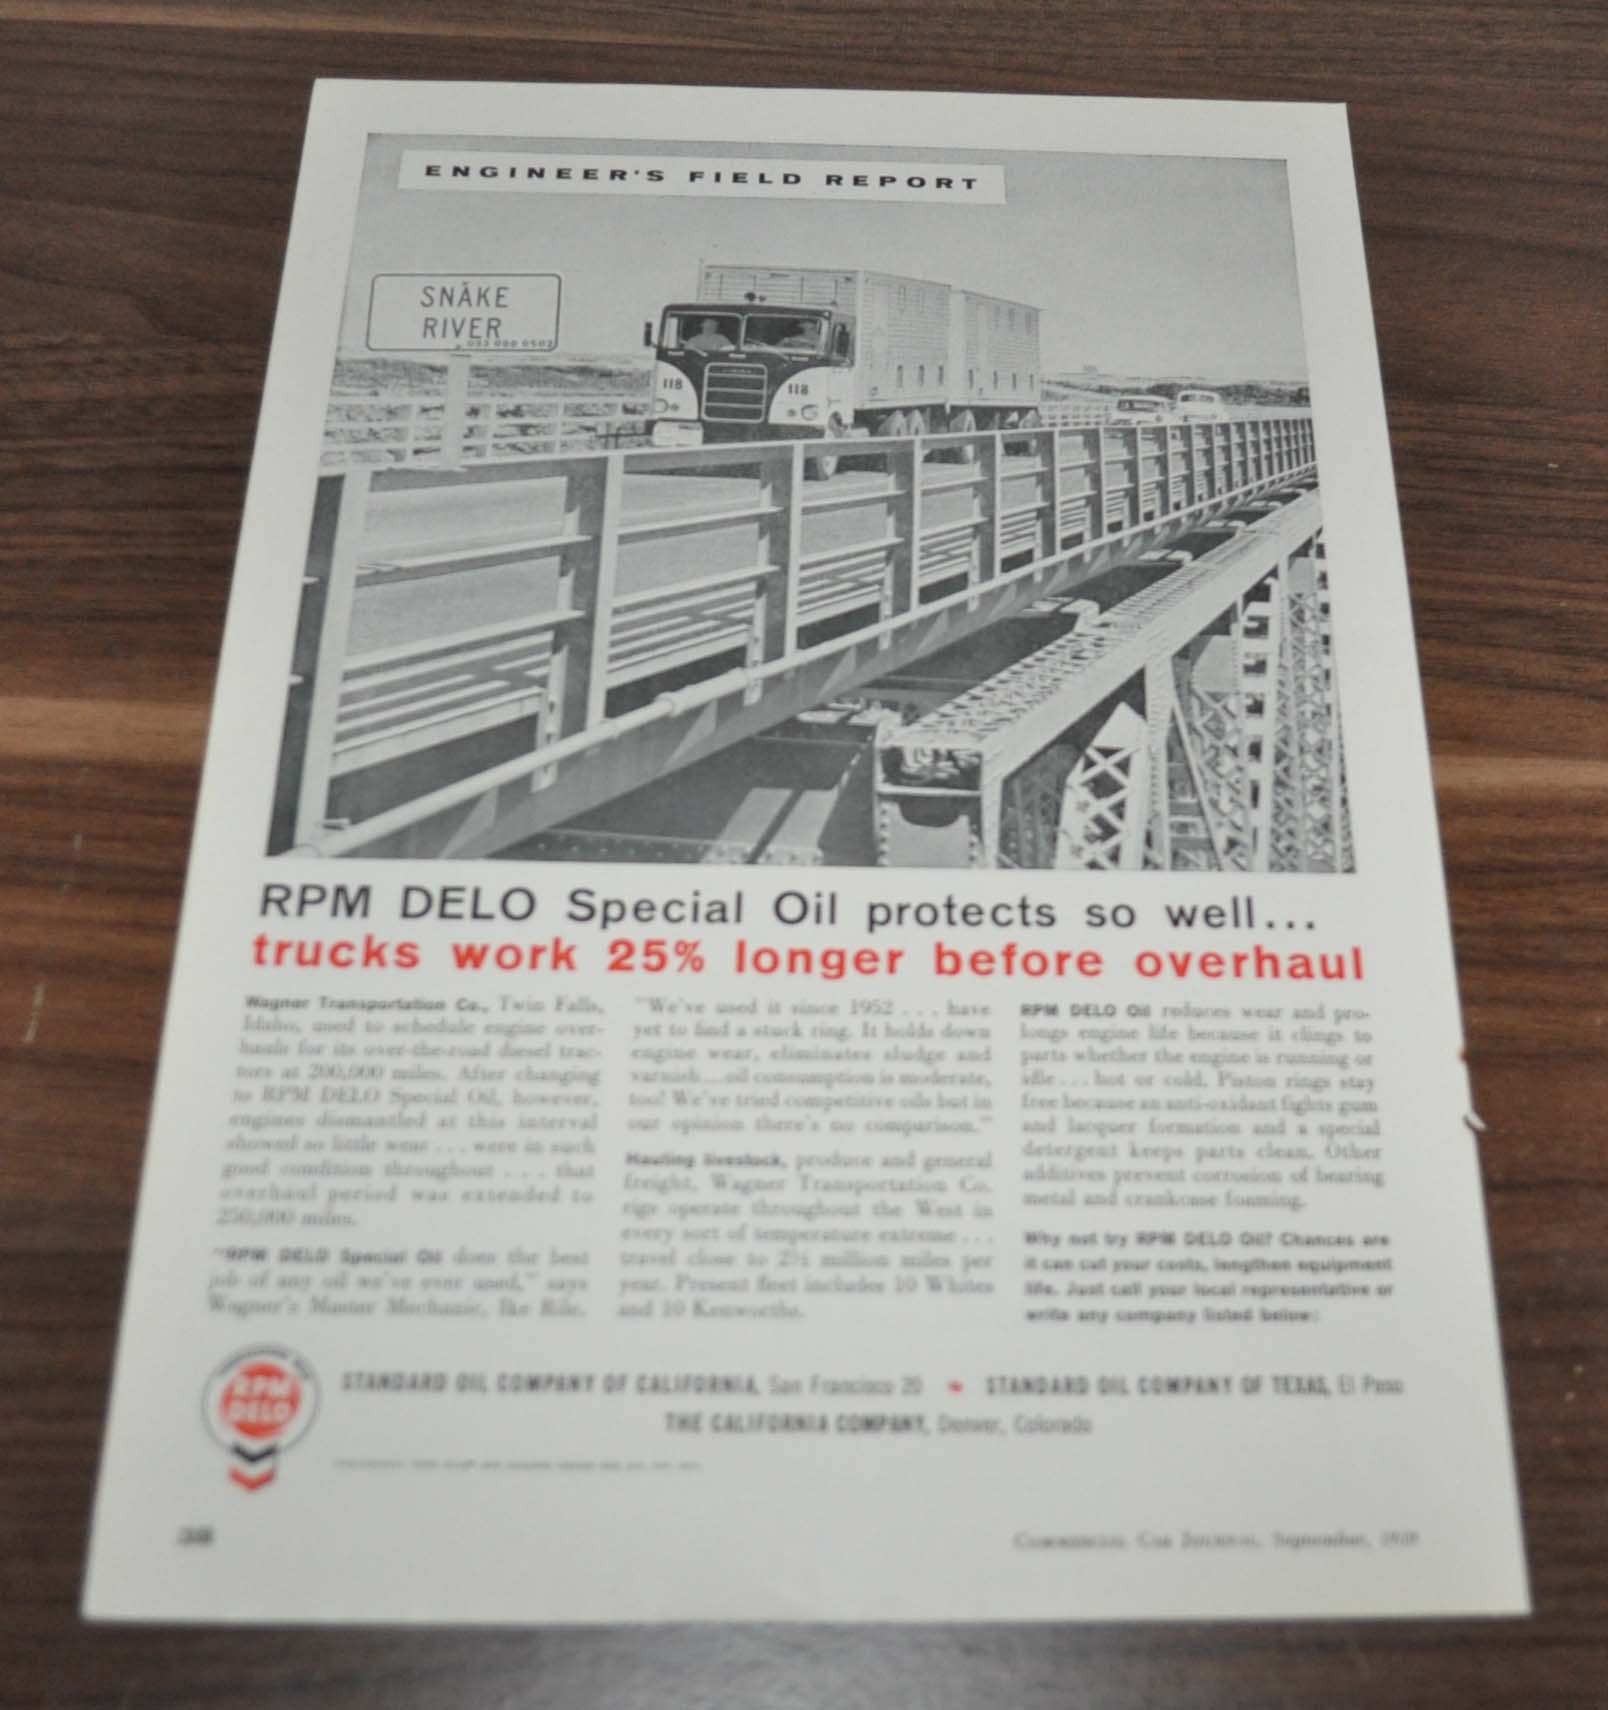 ENGINEER'S FIELD REPORT
SNAKE
RIVER
033 000 0502
118 118
RPM DELO Special Oil protects so well...
trucks work 25% longer before overhaul
Wagner Transportation Co., Twin Falls,
Idaho, used to schedule engine over-
hauls for its over-the-road diesel trac-
tors at 200,000 miles. After changing
to RPM DELO Special Oil, however,
engines dismantled at this interval
showed so little wear . . . were in such
good condition throughout . . . that
overhaul period was extended to
250,000 miles.
"RPM DELO Special Oil does the best
job of any oil we've ever used," says
Wagner's Master Mechanic, Ike
"We've used it since 1952 . . . have
yet to find a stuck ring. It holds down
engine wear, eliminates sludge and
varnish....oil consumption is moderate,
too! We've tried competitive oils but in
our opinion there's no comparison."
Hauling livestock, produce and general
freight, Wagner Transportation Co.
rigs operate throughout the West in
every sort of temperature extreme . . .
travel close to million miles per
year. Present fleet includes 10 Whites
and 10 Kenworths.
RPM DELO Oil reduces wear and pro-
longs engine life because it clings to
parts whether the engine is running or
idle . . . hot or cold. Piston rings stay
free because an anti-oxidant fights gum
and lacquer formation and a special
detergent keeps parts clean. Other
additives prevent corrosion of bearing
metal and crankcase foaming.
Why not try RPM DELO Oil? Chances are
it can cut your costs, lengthen equipment
life. Just call your local representative or
write any company listed below:
RPM
DELO
STANDARD OIL COMPANY OF CALIFORNIA, San Francisco 20 • STANDARD OIL COMPANY OF TEXAS, El Paso
THE CALIFORNIA COMPANY, Denver, Colorado
COMMERCIAL CAR JOURNAL, September,